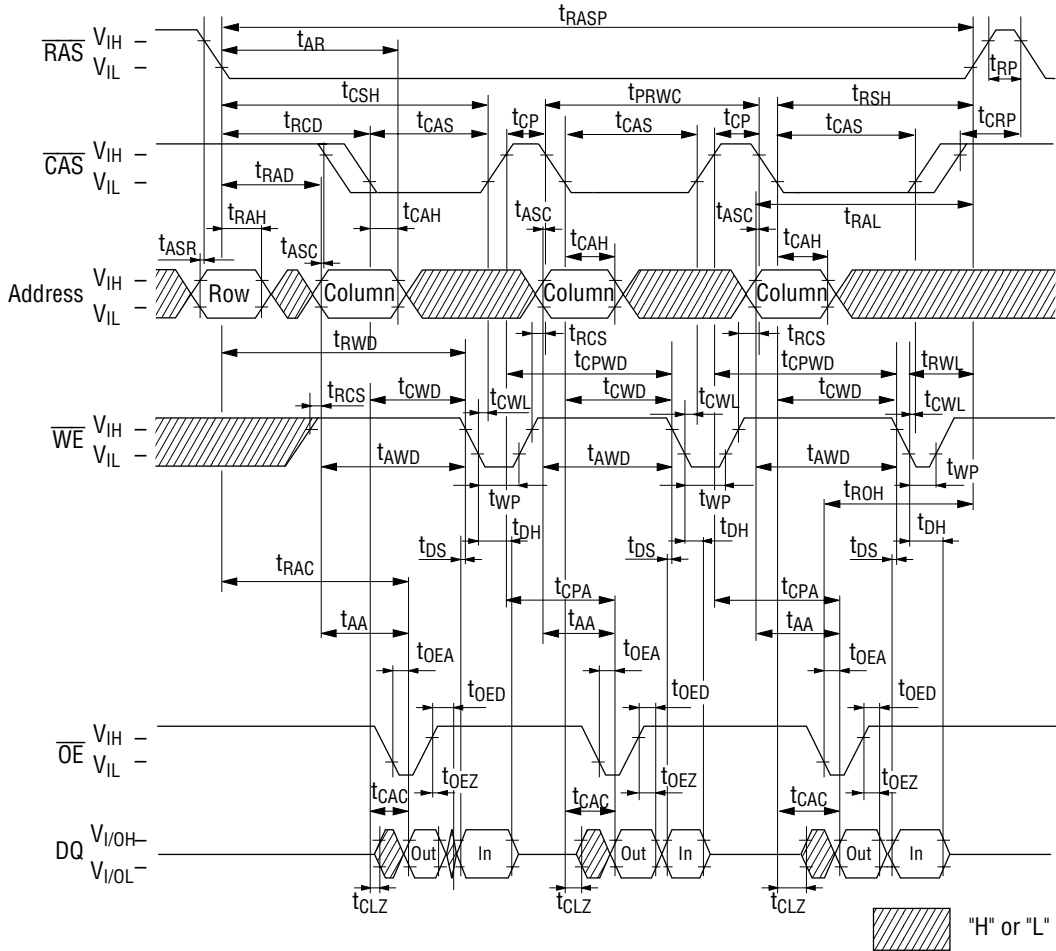 tRASP
tAR
RAS VIH
VIL
tRP
tCSH tPRWC tRSH
tRCD tCAS tCP tCAS tCP tCAS tCRP
CAS VIH
VIL
tRAD tCAH tRAL
tRAH tASC tASC
tASR tASC tCAH tCAH
Address VIH
VIL
Row Column Column Column
tRWD tRCS tRCS
tCPWD tCPWD tRWL
tRCS tCWD tCWL tCWD tCWL tCWD tCWL
WE VIH
VIL
tAWD tAWD tAWD
tWP tWP tWP
tROH
tDH tDH tDH
tDS tDS tDS
tRAC tCPA tCPA
tAA tAA tAA
tOEA tOEA tOEA
tOED tOED tOED
OE VIH
VIL
tCAC tOEZ tCAC tOEZ tCAC tOEZ
DQ VI/OH
VI/OL
Out In Out In Out In
tCLZ tCLZ tCLZ
"H" or "L"